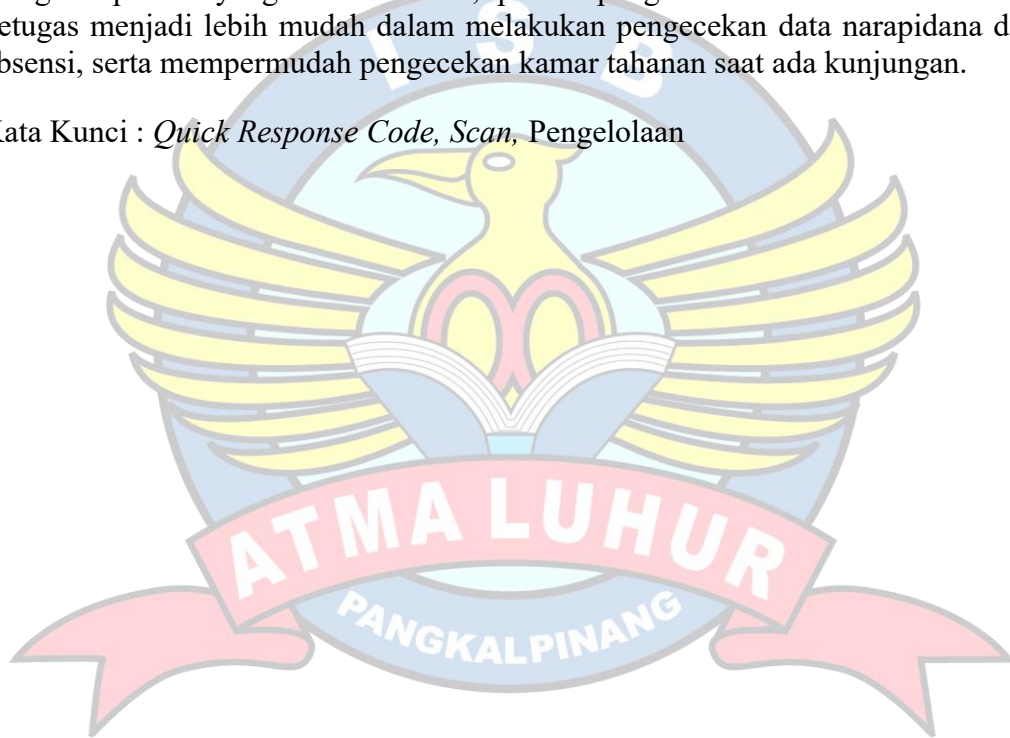 etugas menjadi lebih mudah dalam melakukan pengecekan data narapidana d
bsensi, serta mempermudah pengecekan kamar tahanan saat ada kunjungan.
Kata Kunci : Quick Response Code, Scan, Pengelolaan
I S B
ATMA LUHUR
PANGKALPINANG